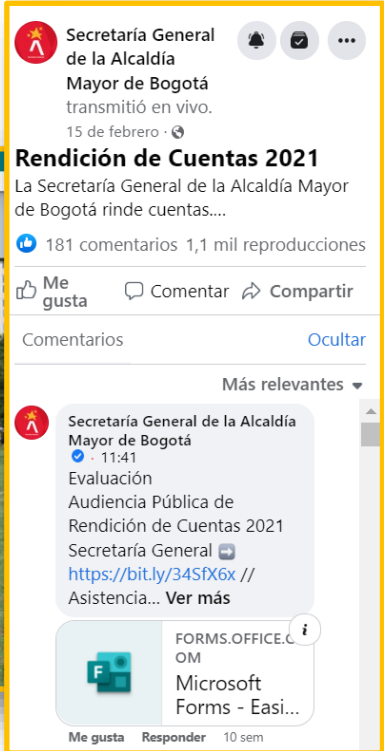 Secretaría General
de la Alcaldía
Mayor de Bogotá
transmitió en vivo.
15 de febrero ·
Rendición de Cuentas 2021
La Secretaría General de la Alcaldía Mayor
de Bogotá rinde cuentas....
181 comentarios 1,1 mil reproducciones
Me
gusta
Comentar
Compartir
Comentarios
Ocultar
Más relevantes
Secretaría General de la Alcaldía
Mayor de Bogotá
· 11:41
Evaluación
Audiencia Pública de
Rendición de Cuentas 2021
Secretaría General
https://bit.ly/34SfX6x //
Asistencia... Ver más
i
FORMS.OFFICE.C
OM
F
Microsoft
Forms - Easi...
Me gusta Responder 10 sem